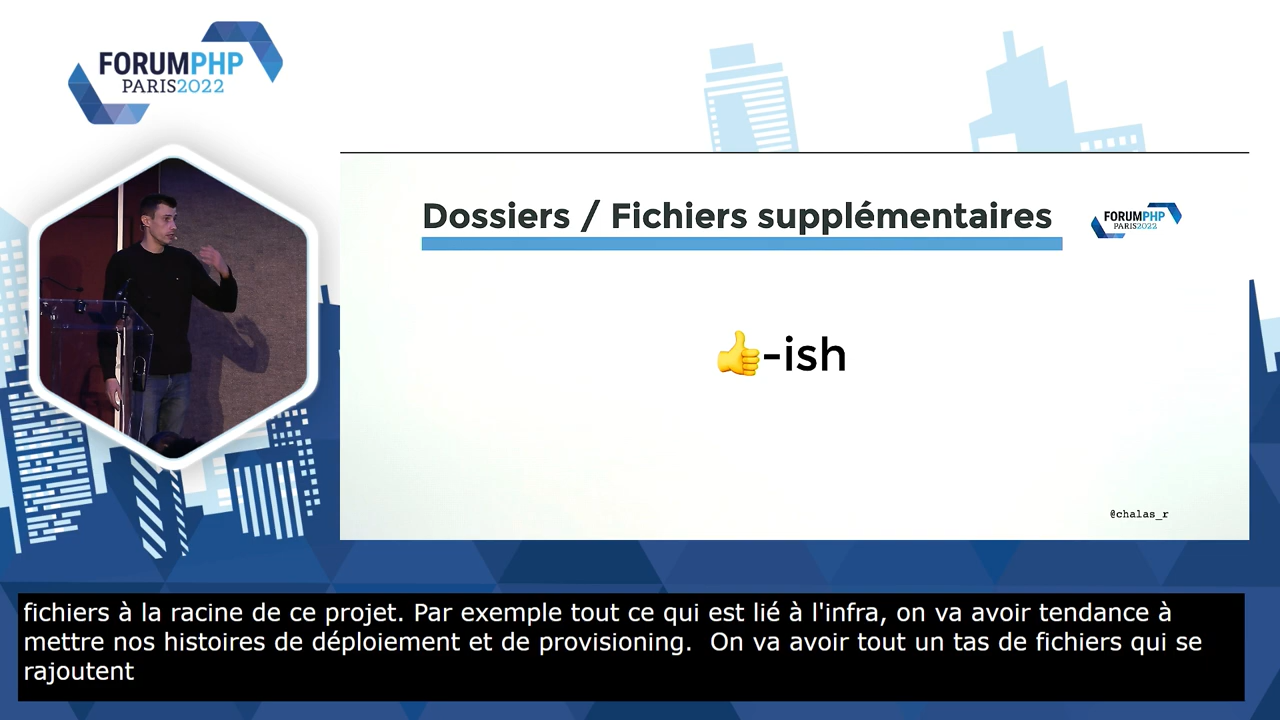 FORUMPHP
PARIS2022
Dossiers / Fichiers supplémentaires
FORUMPHP
PARIS2022
👍-ish
@chalas_r
fichiers à la racine de ce projet. Par exemple tout ce qui est lié à l'infra, on va avoir tendance à
mettre nos histoires de déploiement et de provisioning.  On va avoir tout un tas de fichiers qui se
rajoutent